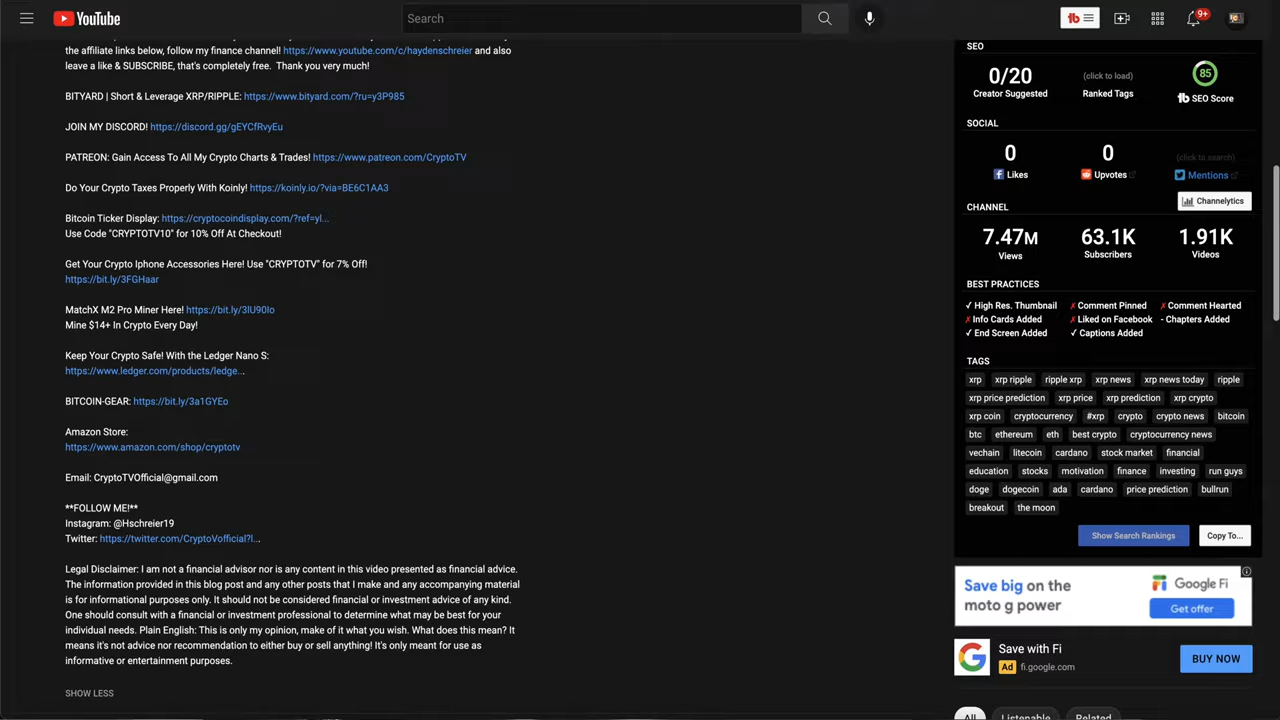 YouTube
Search
9+
the affiliate links below, follow my finance channel! https://www.youtube.com/c/haydenschreier and also
leave a like & SUBSCRIBE, that's completely free. Thank you very much!
BITYARD | Short & Leverage XRP/RIPPLE: https://www.bityard.com/?ru=y3P985
JOIN MY DISCORD! https://discord.gg/gEYCfRvyEu
PATREON: Gain Access To All My Crypto Charts & Trades! https://www.patreon.com/CryptoTV
Do Your Crypto Taxes Properly With Koinly! https://koinly.io/?via=BE6C1AA3
Bitcoin Ticker Display: https://cryptocoindisplay.com/?ref=yl...
Use Code "CRYPTOTV10" for 10% Off At Checkout!
Get Your Crypto Iphone Accessories Here! Use "CRYPTOTV" for 7% Off!
https://bit.ly/3FGHaar
MatchX M2 Pro Miner Here! https://bit.ly/3IU90Io
Mine $14+ In Crypto Every Day!
Keep Your Crypto Safe! With the Ledger Nano S:
https://www.ledger.com/products/ledge...
BITCOIN-GEAR: https://bit.ly/3a1GYEo
Amazon Store:
https://www.amazon.com/shop/cryptotv
Email: CryptoTVOfficial@gmail.com
**FOLLOW ME!**
Instagram: @Hschreier19
Twitter: https://twitter.com/CryptoVofficial?l...
Legal Disclaimer: I am not a financial advisor nor is any content in this video presented as financial advice.
The information provided in this blog post and any other posts that I make and any accompanying material
is for informational purposes only. It should not be considered financial or investment advice of any kind.
One should consult with a financial or investment professional to determine what may be best for your
individual needs. Plain English: This is only my opinion, make of it what you wish. What does this mean? It
means it's not advice nor recommendation to either buy or sell anything! It's only meant for use as
informative or entertainment purposes.
SHOW LESS
SEO
0/20 (click to load) 85
Creator Suggested Ranked Tags tb SEO Score
SOCIAL
0 0 (click to search)
Likes Upvotes Mentions
CHANNEL Channelytics
7.47M 63.1K 1.91K
Views Subscribers Videos
BEST PRACTICES
✓ High Res. Thumbnail ✗ Comment Pinned ✗ Comment Hearted
✗ Info Cards Added ✗ Liked on Facebook - Chapters Added
✓ End Screen Added ✓ Captions Added
TAGS
xrp xrp ripple ripple xrp xrp news xrp news today ripple
xrp price prediction xrp price xrp prediction xrp crypto
xrp coin cryptocurrency #xrp crypto crypto news bitcoin
btc ethereum eth best crypto cryptocurrency news
vechain litecoin cardano stock market financial
education stocks motivation finance investing run guys
doge dogecoin ada cardano price prediction bullrun
breakout the moon
Show Search Rankings Copy To...
Save big on the
moto g power
Google Fi
Get offer
Save with Fi
Ad fi.google.com
BUY NOW
All Listenable Related